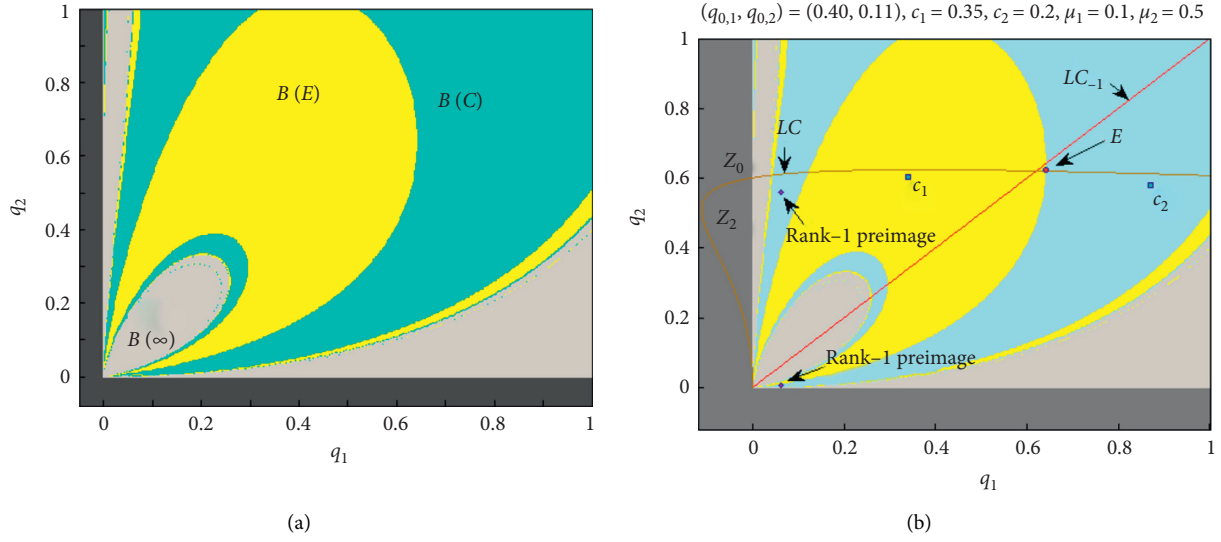 1
0.8
0.6
0.4
0.2
0
q2
B (E)
B (C)
B (∞)
0
0.2
0.4
0.6
0.8
1
q1
(a)
(q0,1, q0,2) = (0.40, 0.11), c1 = 0.35, c2 = 0.2, μ1 = 0.1, μ2 = 0.5
1
0.8
0.6
0.4
0.2
0
q2
LC−1
LC
E
Z0
c1
c2
Z2
Rank–1 preimage
Rank–1 preimage
0
0.2
0.4
0.6
0.8
1
q1
(b)